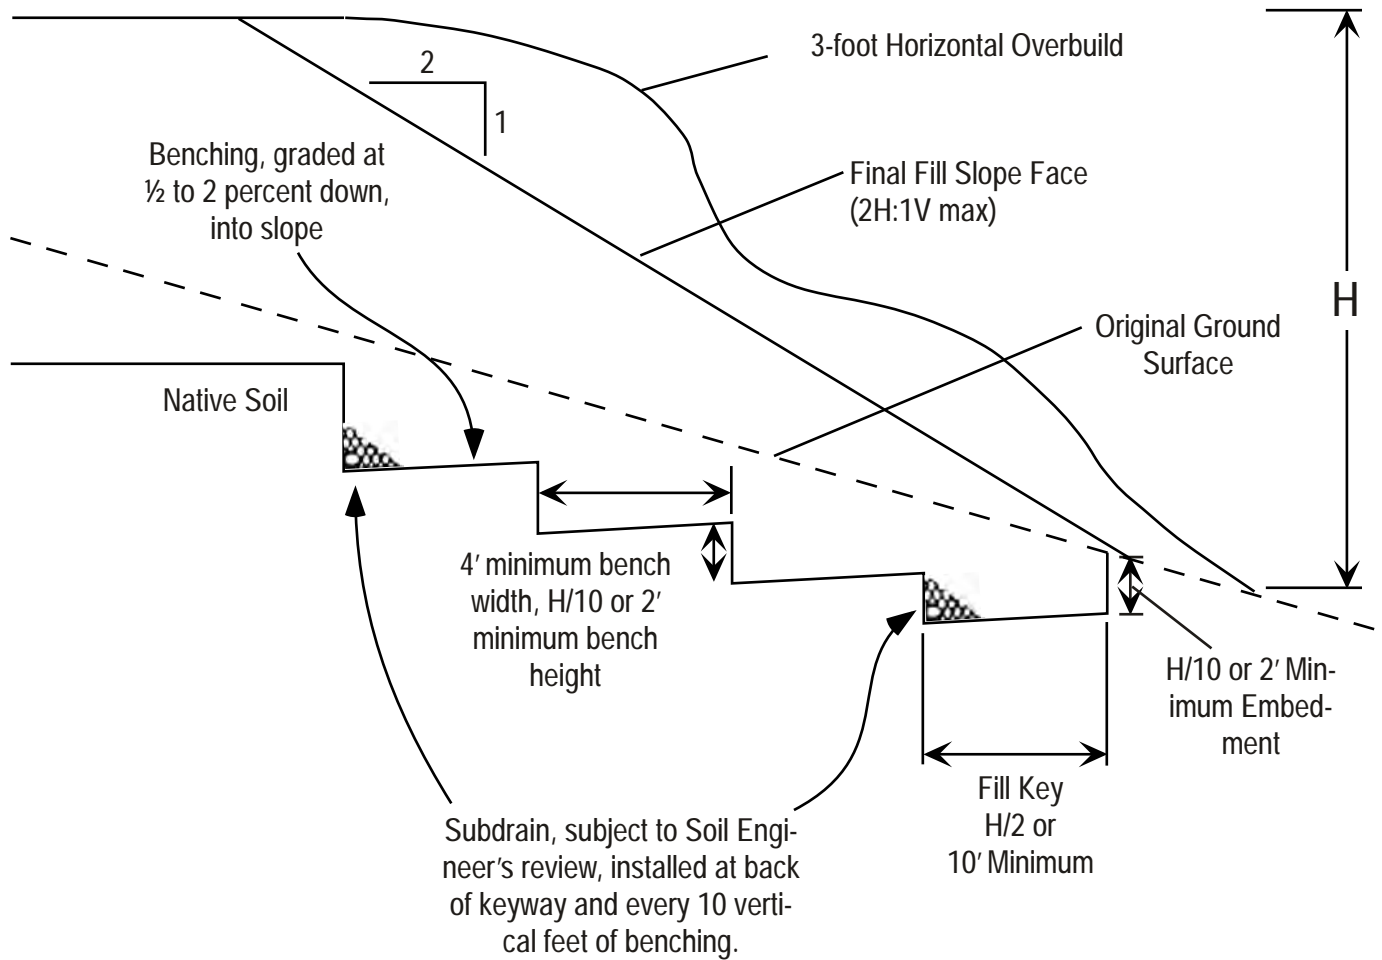 3-foot Horizontal Overbuild
2
1
Benching, graded at
½ to 2 percent down,
into slope
Final Fill Slope Face
(2H:1V max)
H
Original Ground
Surface
Native Soil
4' minimum bench
width, H/10 or 2'
minimum bench
height
H/10 or 2' Min-
imum Embed-
ment
Fill Key
H/2 or
10' Minimum
Subdrain, subject to Soil Engi-
neer's review, installed at back
of keyway and every 10 verti-
cal feet of benching.